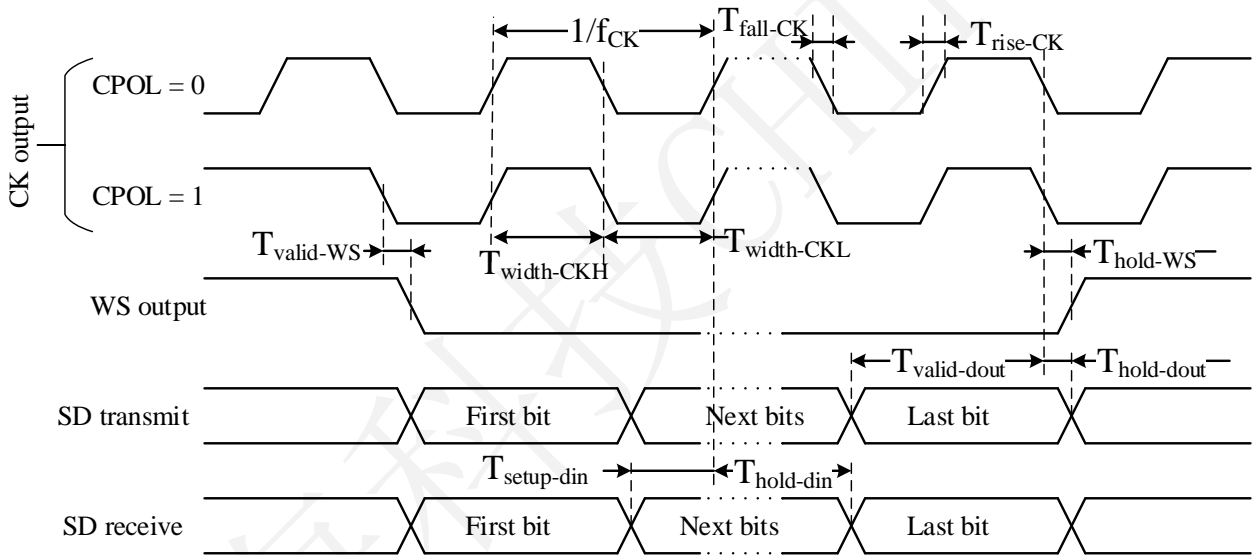 1/fCK
Tfall-CK
Trise-CK
CK output
CPOL = 0
CPOL = 1
Tvalid-WS
Twidth-CKH
Twidth-CKL
Thold-WS
WS output
Tvalid-dout
Thold-dout
SD transmit
First bit
Next bits
Last bit
Tsetup-din
Thold-din
SD receive
First bit
Next bits
Last bit